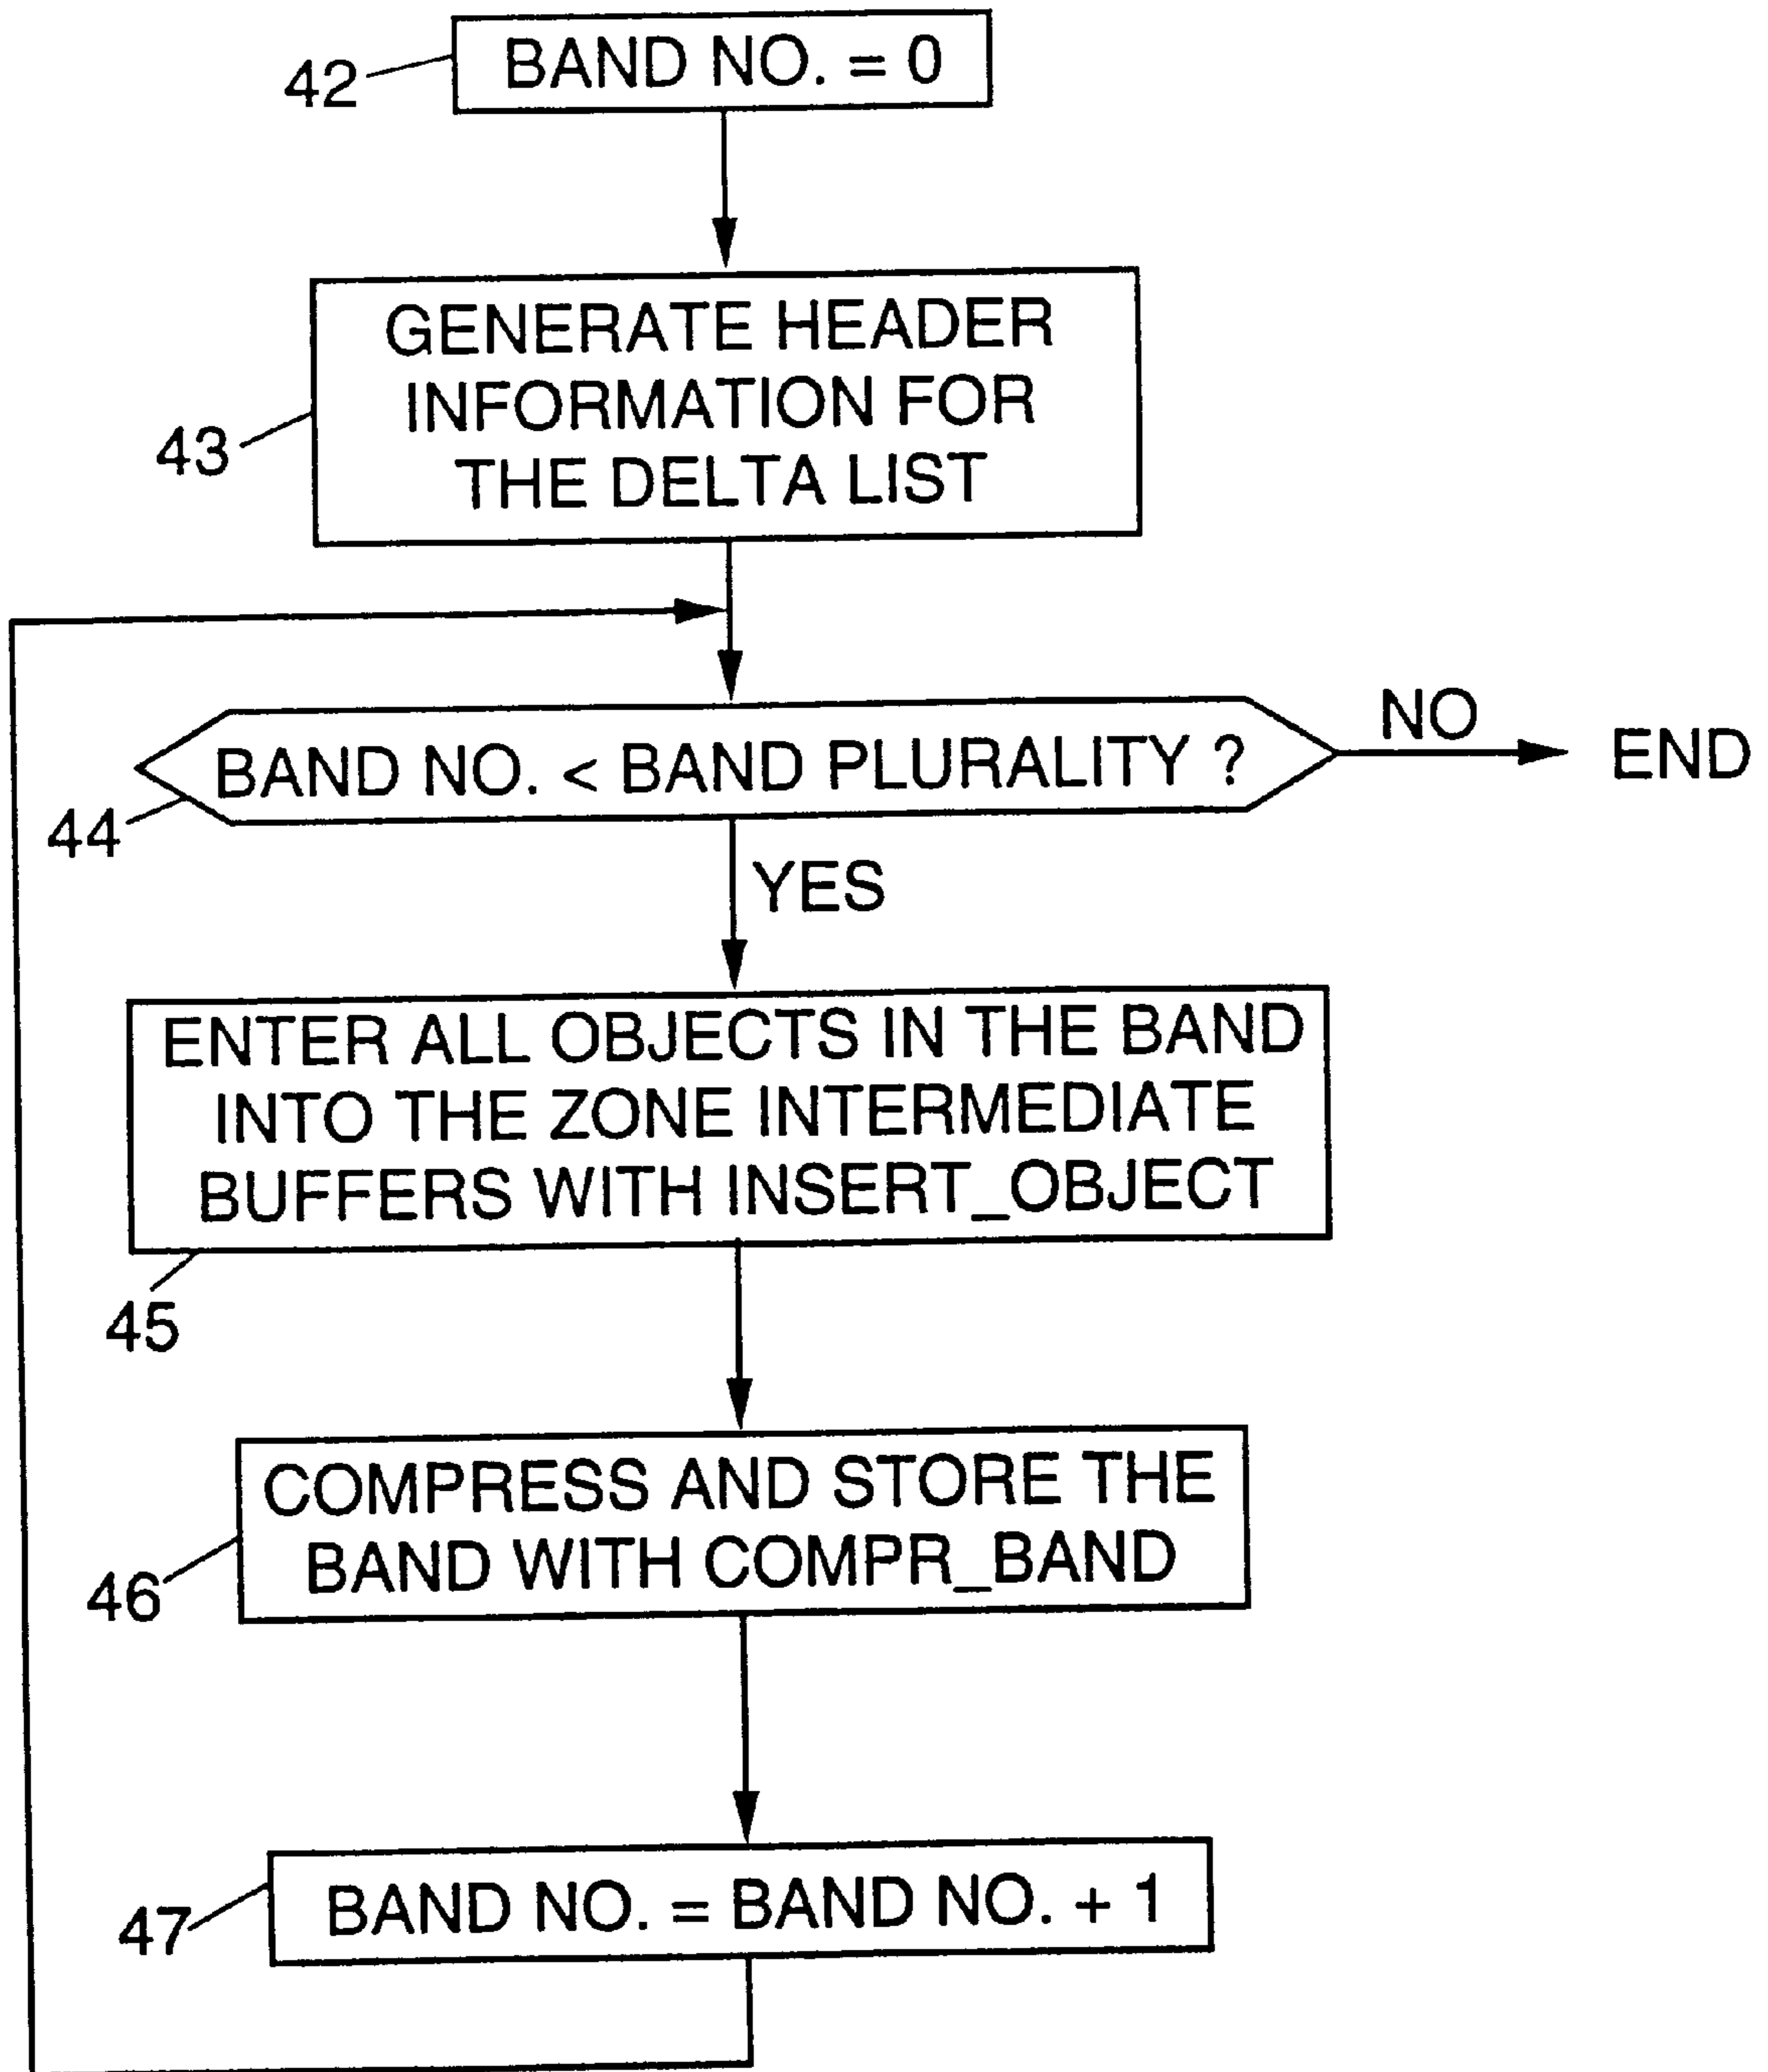 42
BAND NO. = 0
GENERATE HEADER
INFORMATION FOR
THE DELTA LIST
43
BAND NO. < BAND PLURALITY ?
NO
END
44
YES
ENTER ALL OBJECTS IN THE BAND
INTO THE ZONE INTERMEDIATE
BUFFERS WITH INSERT_OBJECT
45
COMPRESS AND STORE THE
BAND WITH COMPR_BAND
46
BAND NO. = BAND NO. + 1
47